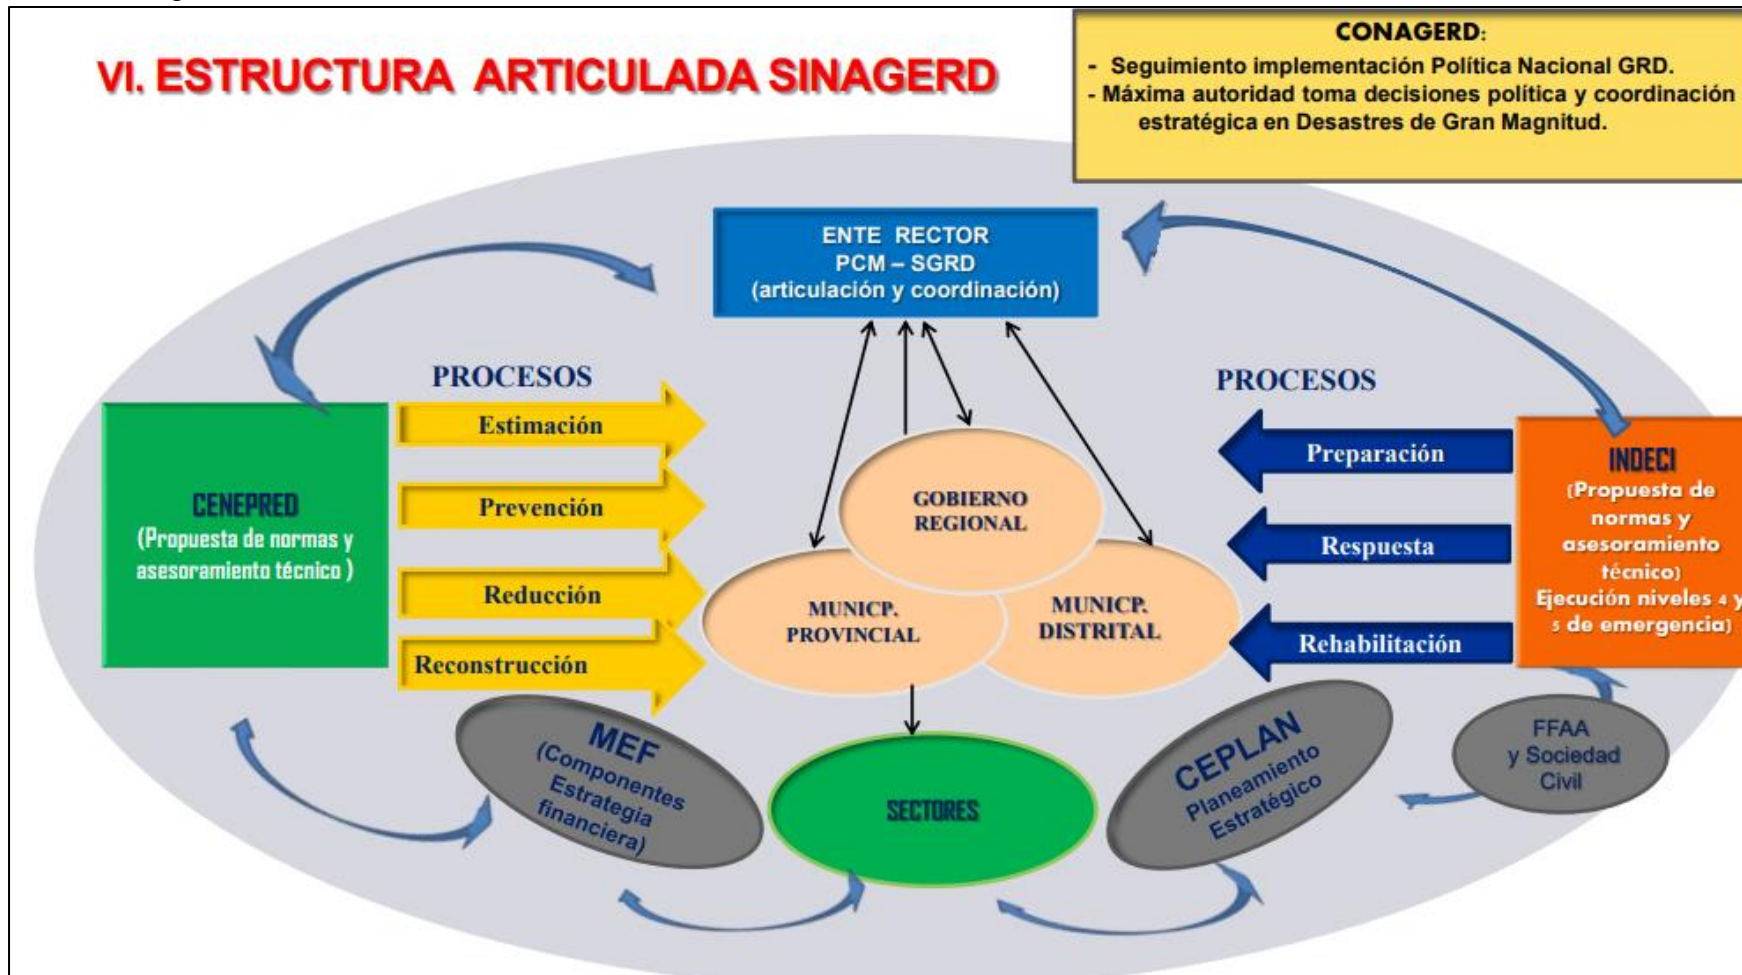 VI. ESTRUCTURA ARTICULADA SINAGERD
CONAGERD:
- Seguimiento implementación Política Nacional GRD.
- Máxima autoridad toma decisiones política y coordinación
estratégica en Desastres de Gran Magnitud.
ENTE RECTOR
PCM – SGRD
(articulación y coordinación)
PROCESOS
PROCESOS
CENEPRED
(Propuesta de normas y
asesoramiento técnico )
Estimación
Prevención
Reducción
Reconstrucción
GOBIERNO
REGIONAL
MUNICP.
PROVINCIAL
MUNICP.
DISTRITAL
Preparación
Respuesta
Rehabilitación
INDECI
(Propuesta de
normas y
asesoramiento
técnico)
Ejecución niveles 4 y
5 de emergencia)
MEF
(Componentes
Estrategia
financiera)
SECTORES
CEPLAN
Planeamiento
Estratégico
FFAA
y Sociedad
Civil